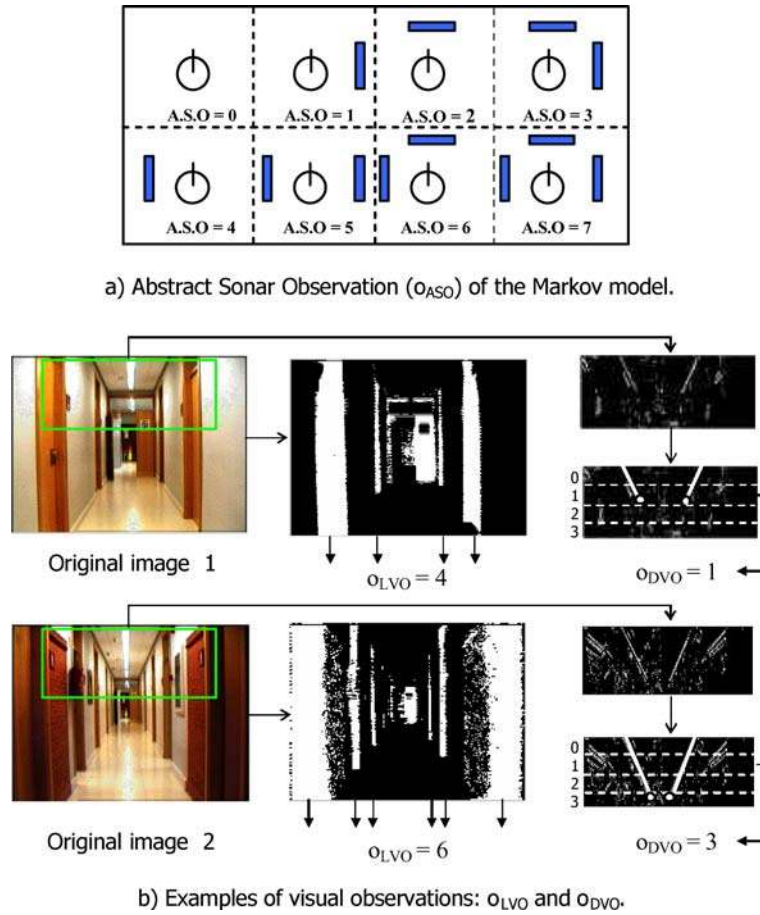 A.S.O = 0 A.S.O = 1 A.S.O = 2 A.S.O = 3
A.S.O = 4 A.S.O = 5 A.S.O = 6 A.S.O = 7
a) Abstract Sonar Observation (oASO) of the Markov model.
0
1
2
3
Original image 1
oLVO = 4
oDVO = 1
0
1
2
3
Original image 2
oLVO = 6
oDVO = 3
b) Examples of visual observations: oLVO and oDVO.